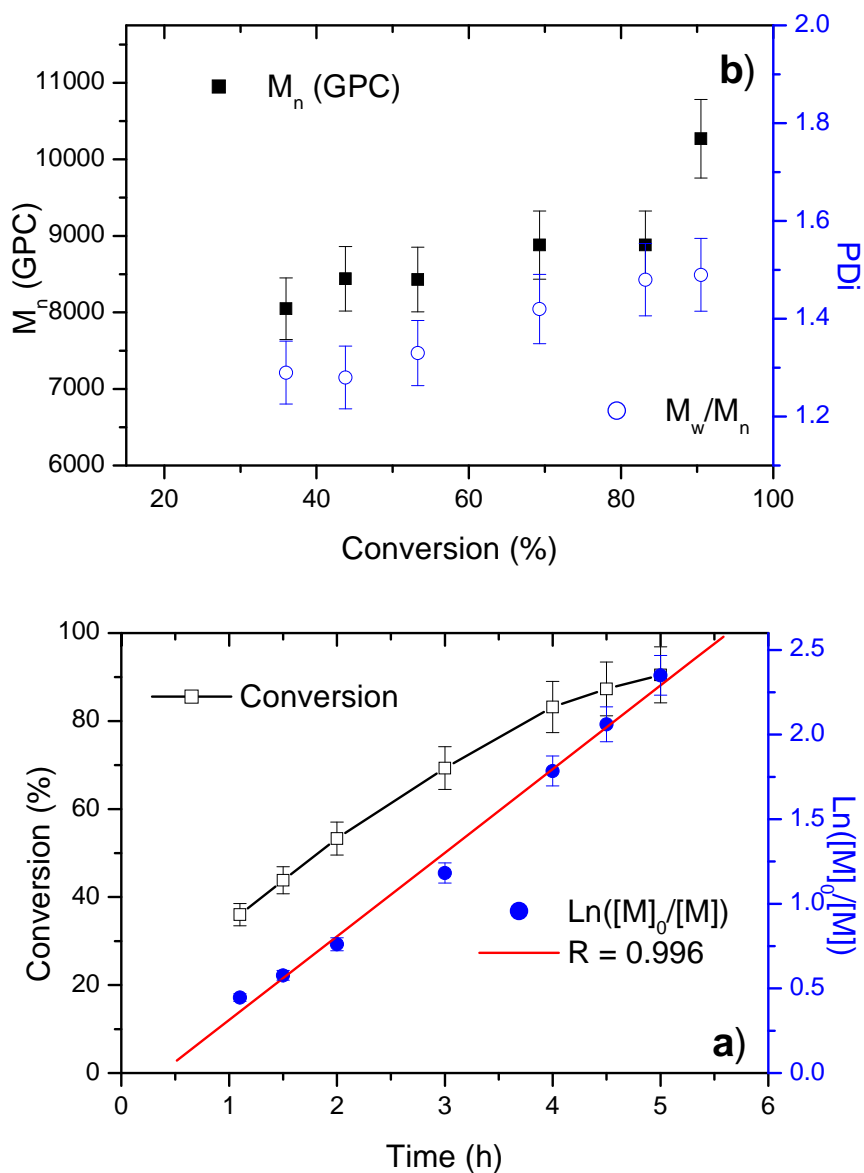 b)
Mₙ (GPC)
M_w/Mₙ
11000
10000
9000
8000
7000
6000
Mₙ (GPC)
2.0
1.8
1.6
1.4
1.2
PDi
20 40 60 80 100
Conversion (%)
Conversion
Ln([M]₀/[M])
R = 0.996
a)
100
80
60
40
20
0
Conversion (%)
2.5
2.0
1.5
1.0
0.5
0.0
Ln([M]₀/[M])
0 1 2 3 4 5 6
Time (h)